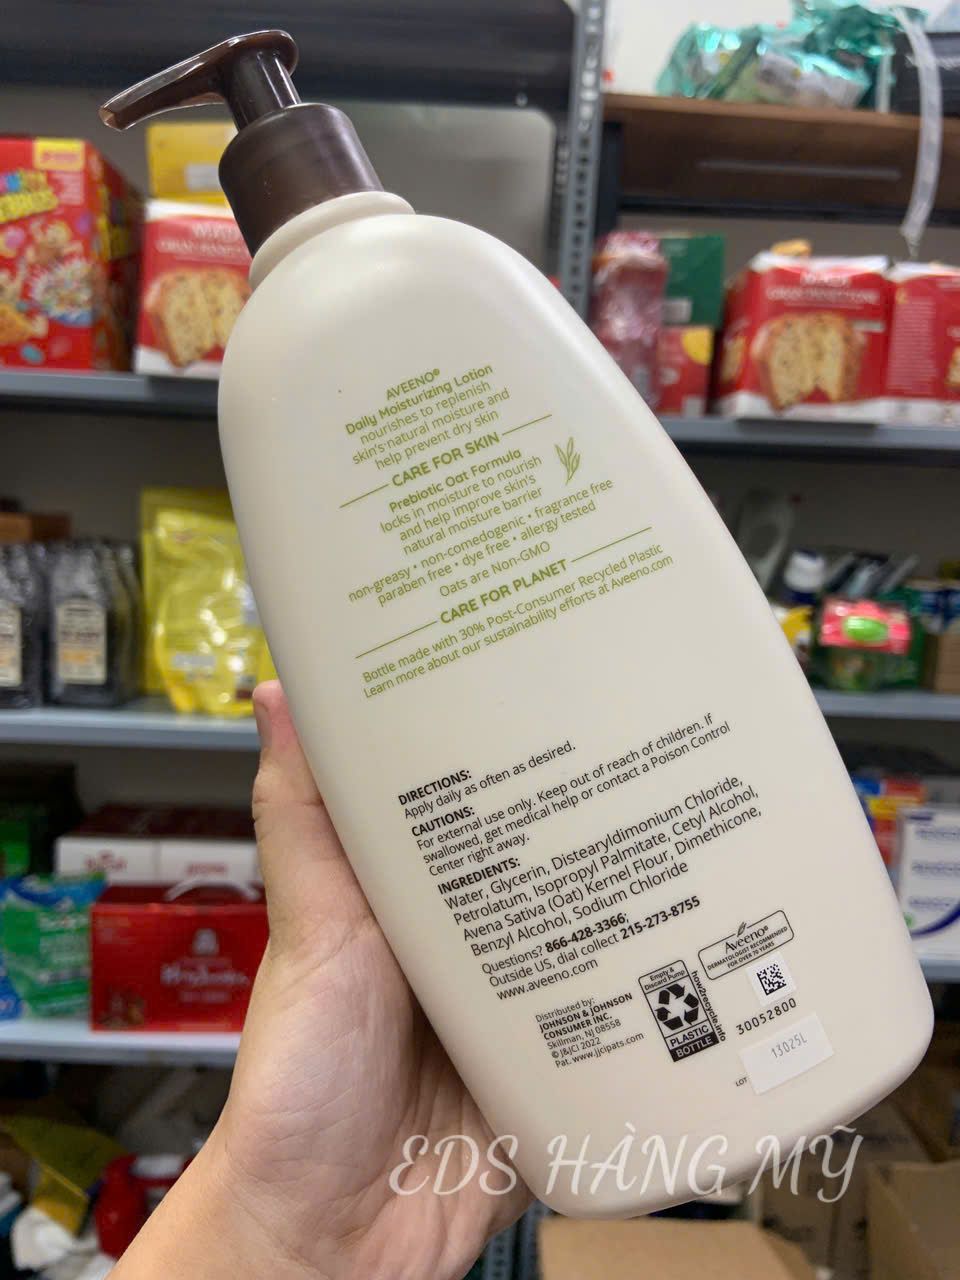 AVEENO®
Daily Moisturizing Lotion
nourishes to replenish
skin's natural moisture and
help prevent dry skin
CARE FOR SKIN
Prebiotic Oat Formula
locks in moisture to nourish
and help improve skin's
natural moisture barrier
non-greasy • non-comedogenic • fragrance free
paraben free • dye free • allergy tested
Oats are Non-GMO
CARE FOR PLANET
Bottle made with 30% Post-Consumer Recycled Plastic
Learn more about our sustainability efforts at Aveeno.com
DIRECTIONS:
Apply daily as often as desired.
CAUTIONS:
For external use only. Keep out of reach of children. If
swallowed, get medical help or contact a Poison Control
Center right away.
INGREDIENTS:
Water, Glycerin, Distearyldimonium Chloride,
Petrolatum, Isopropyl Palmitate, Cetyl Alcohol,
Avena Sativa (Oat) Kernel Flour, Dimethicone,
Benzyl Alcohol, Sodium Chloride
Questions? 866-428-3366;
Outside US, dial collect 215-273-8755
www.aveeno.com
Distributed by:
JOHNSON & JOHNSON
CONSUMER INC.
Skillman, NJ 08558
© J&JCI 2022
Pat. www.jjcipats.com
Empty &
Discard Pump
PLASTIC
BOTTLE
how2recycle.info
Aveeno®
DERMATOLOGIST RECOMMENDED
FOR OVER 70 YEARS
30052800
LOT
13025L
EDS HÀNG MỸ